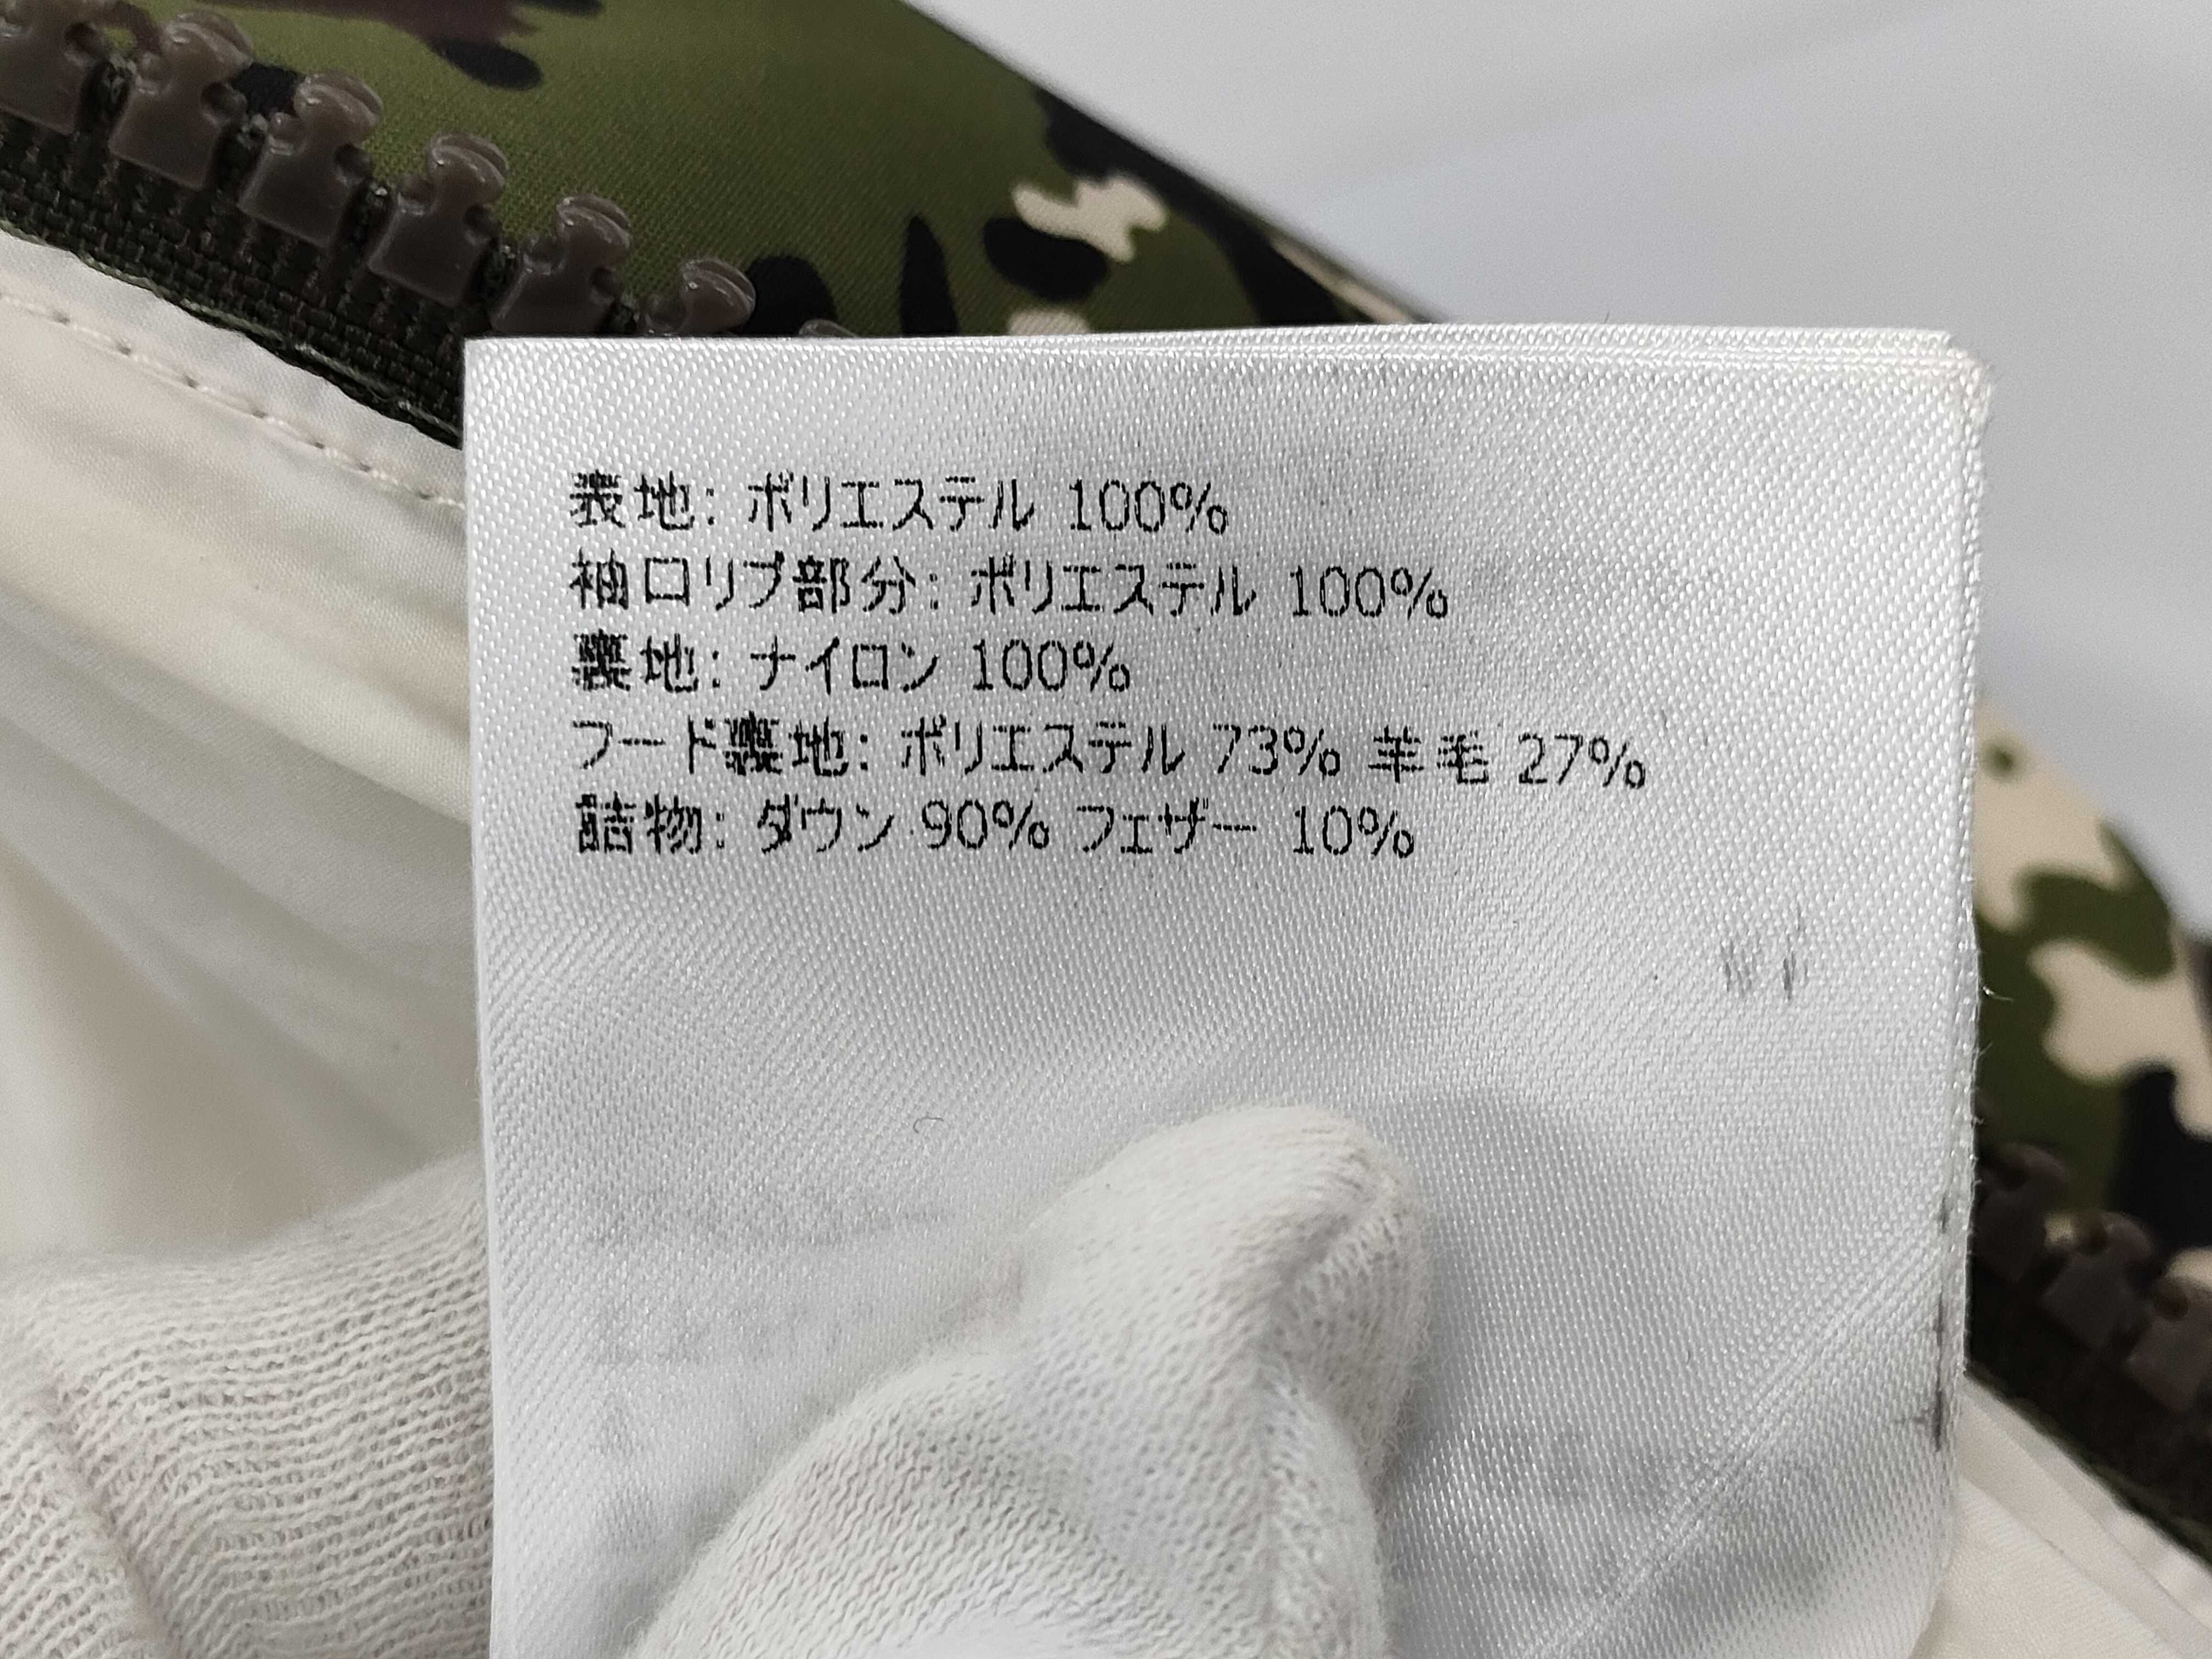 表地: ポリエステル 100%
袖口リブ部分: ポリエステル 100%
裏地: ナイロン 100%
フード裏地: ポリエステル 73% 羊毛 27%
詰物: ダウン 90% フェザー 10%